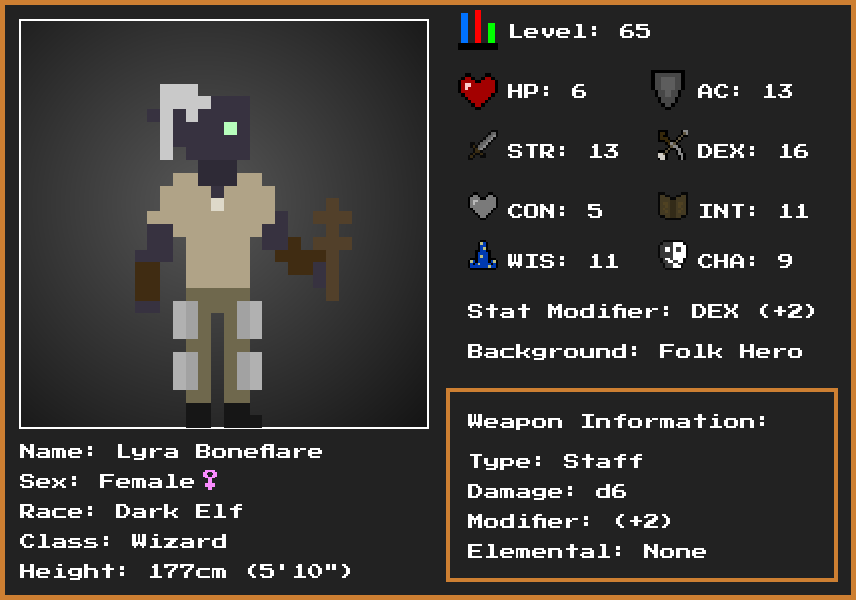 Level: 65
HP: 6
AC: 13
STR: 13
DEX: 16
CON: 5
INT: 11
WIS: 11
CHA: 9
Stat Modifier: DEX (+2)
Background: Folk Hero
Weapon Information:
Type: Staff
Damage: d6
Modifier: (+2)
Elemental: None
Name: Lyra Boneflare
Sex: Female♀
Race: Dark Elf
Class: Wizard
Height: 177cm (5'10")